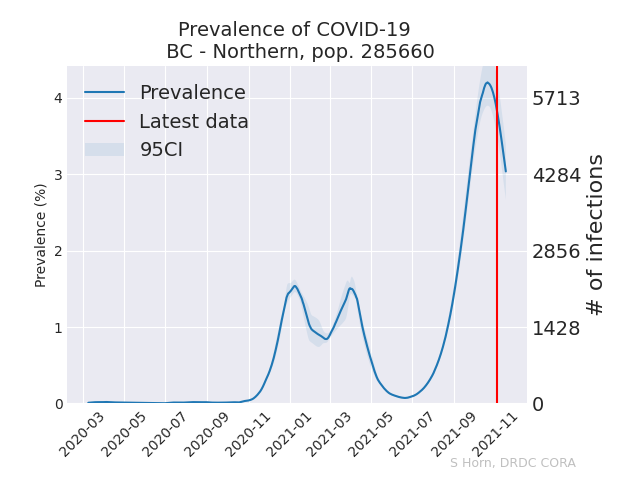 Prevalence of COVID-19
BC - Northern, pop. 285660
Prevalence
Latest data
95CI
Prevalence (%)
4
3
2
1
0
5713
4284
2856
1428
0
# of infections
2020-03
2020-05
2020-07
2020-09
2020-11
2021-01
2021-03
2021-05
2021-07
2021-09
2021-11
S Horn, DRDC CORA